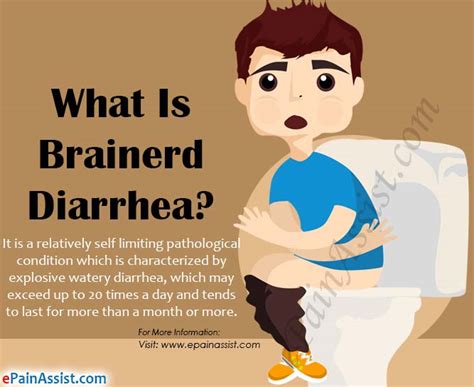 What Is
Brainerd
Diarrhea?
It is a relatively self limiting pathological
condition which is characterized by
explosive watery diarrhea, which may
exceed up to 20 times a day and tends
to last for more than a month or more.
For More Information:
Visit: www.epainassist.com
ePainAssist.com
ePainAssist.com